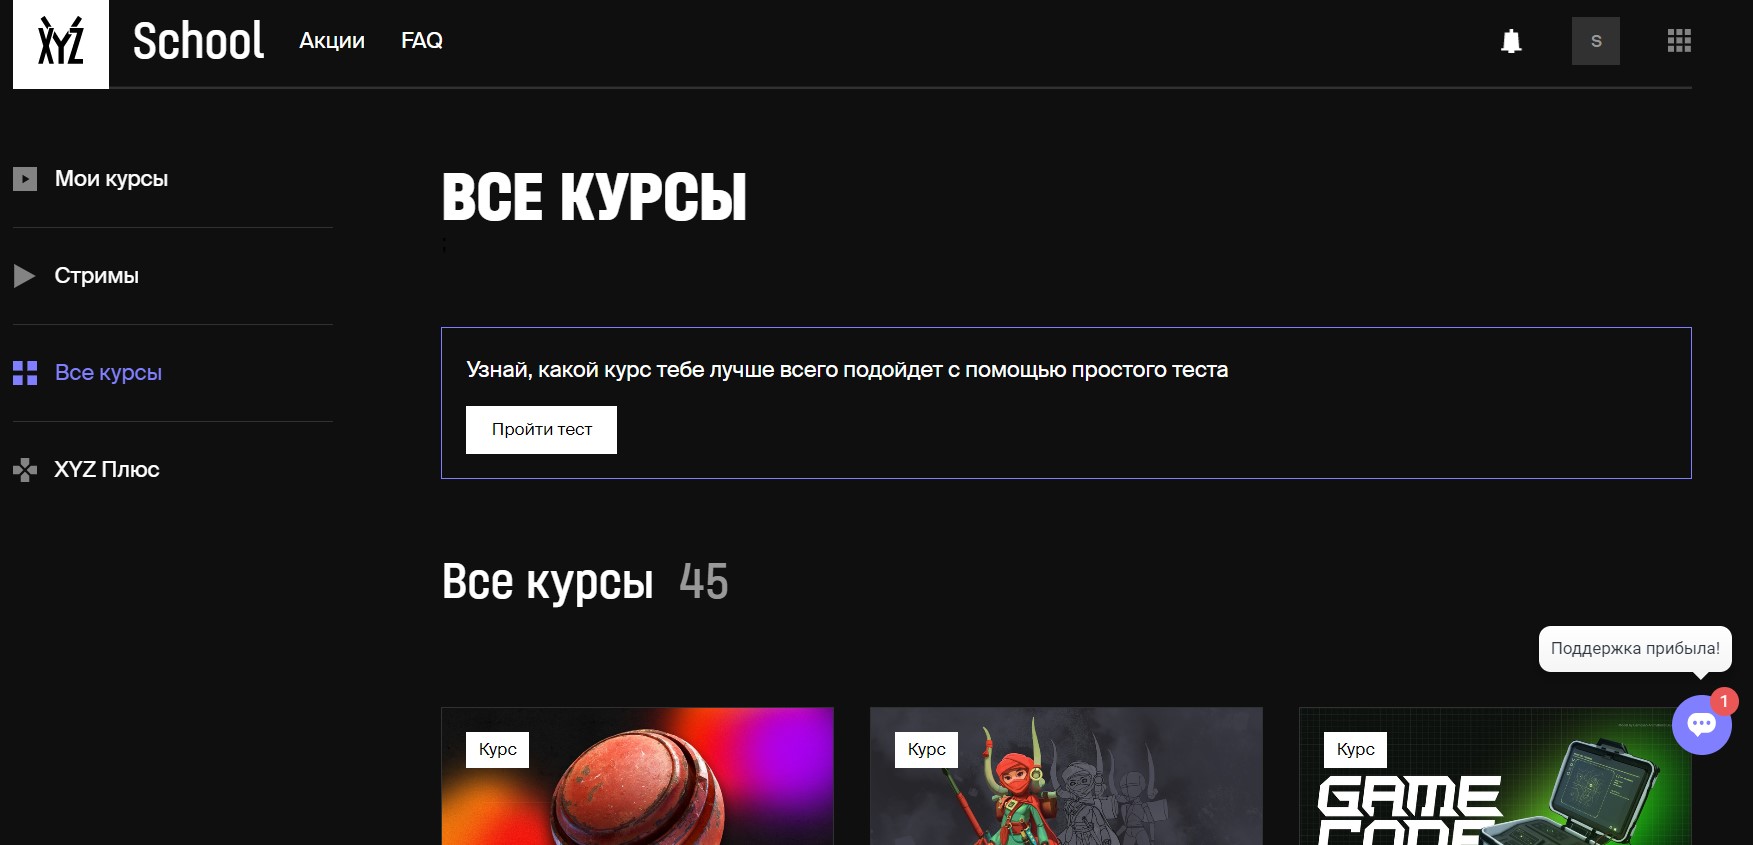 XYZ
School
Акции
FAQ
S
Мои курсы
Стримы
Все курсы
XYZ Плюс
ВСЕ КУРСЫ
;
Узнай, какой курс тебе лучше всего подойдет с помощью простого теста
Пройти тест
Все курсы 45
Поддержка прибыла!
1
Курс
Курс
Курс
GAME
CODE